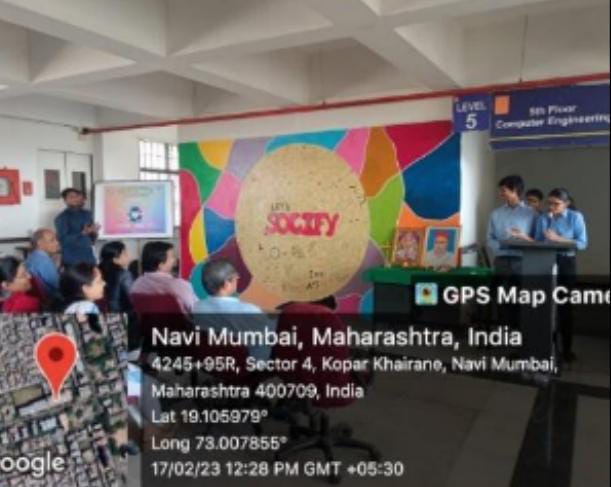 LEVEL
5
5th Floor
Computer Engineering
LET'S
SOCIFY
GPS Map Came
Navi Mumbai, Maharashtra, India
4245+95R, Sector 4, Kopar Khairane, Navi Mumbai,
Maharashtra 400709, India
Lat 19.105979°
Long 73.007855°
17/02/23 12:28 PM GMT +05:30
oogle